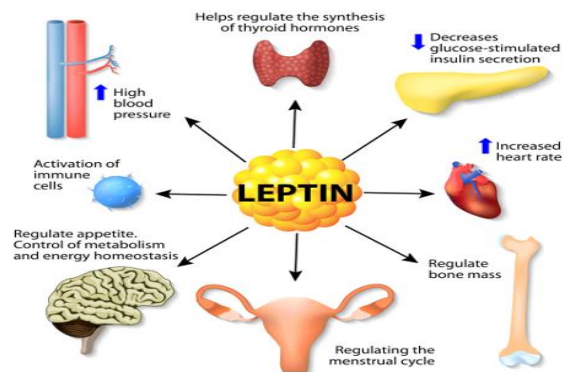 Helps regulate the synthesis
of thyroid hormones
Decreases
glucose-stimulated
insulin secretion
High
blood
pressure
Increased
heart rate
Activation of
immune
cells
LEPTIN
Regulate appetite.
Control of metabolism
and energy homeostasis
Regulate
bone mass
Regulating the
menstrual cycle